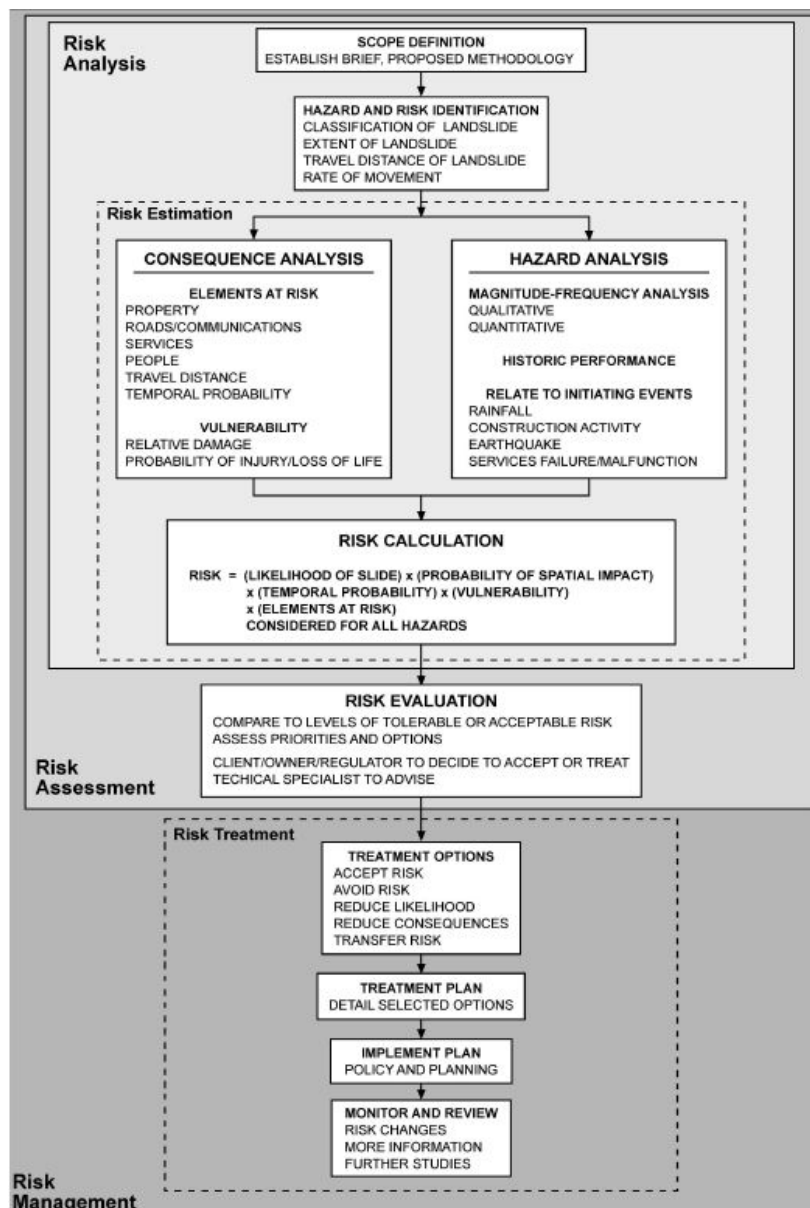 Risk
Analysis
SCOPE DEFINITION
ESTABLISH BRIEF, PROPOSED METHODOLOGY
HAZARD AND RISK IDENTIFICATION
CLASSIFICATION OF LANDSLIDE
EXTENT OF LANDSLIDE
TRAVEL DISTANCE OF LANDSLIDE
RATE OF MOVEMENT
Risk Estimation
CONSEQUENCE ANALYSIS
ELEMENTS AT RISK
PROPERTY
ROADS/COMMUNICATIONS
SERVICES
PEOPLE
TRAVEL DISTANCE
TEMPORAL PROBABILITY
VULNERABILITY
RELATIVE DAMAGE
PROBABILITY OF INJURY/LOSS OF LIFE
HAZARD ANALYSIS
MAGNITUDE-FREQUENCY ANALYSIS
QUALITATIVE
QUANTITATIVE
HISTORIC PERFORMANCE
RELATE TO INITIATING EVENTS
RAINFALL
CONSTRUCTION ACTIVITY
EARTHQUAKE
SERVICES FAILURE/MALFUNCTION
RISK CALCULATION
RISK = (LIKELIHOOD OF SLIDE) x (PROBABILITY OF SPATIAL IMPACT)
x (TEMPORAL PROBABILITY) x (VULNERABILITY)
x (ELEMENTS AT RISK)
CONSIDERED FOR ALL HAZARDS
RISK EVALUATION
COMPARE TO LEVELS OF TOLERABLE OR ACCEPTABLE RISK
ASSESS PRIORITIES AND OPTIONS
CLIENT/OWNER/REGULATOR TO DECIDE TO ACCEPT OR TREAT
TECHICAL SPECIALIST TO ADVISE
Risk
Assessment
Risk Treatment
TREATMENT OPTIONS
ACCEPT RISK
AVOID RISK
REDUCE LIKELIHOOD
REDUCE CONSEQUENCES
TRANSFER RISK
TREATMENT PLAN
DETAIL SELECTED OPTIONS
IMPLEMENT PLAN
POLICY AND PLANNING
MONITOR AND REVIEW
RISK CHANGES
MORE INFORMATION
FURTHER STUDIES
Risk
Management